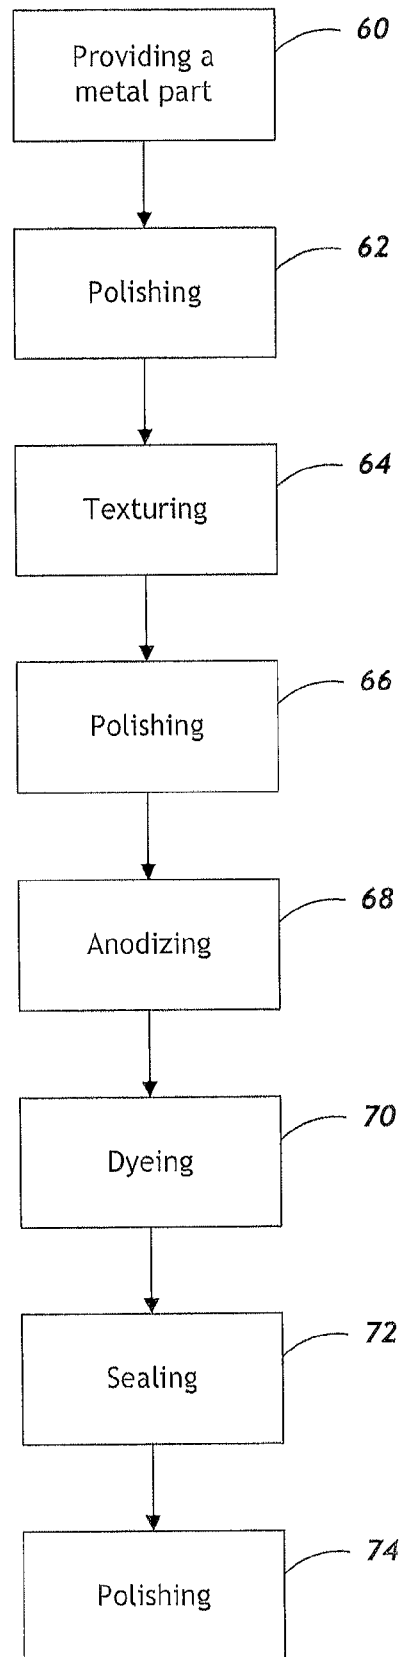 60
Providing a
metal part
62
Polishing
64
Texturing
66
Polishing
68
Anodizing
70
Dyeing
72
Sealing
74
Polishing